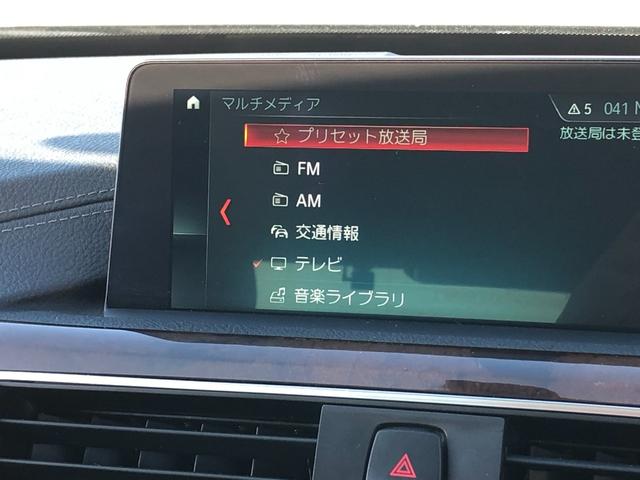 マルチメディア
5 041
プリセット放送局
放送局は未
FM
AM
交通情報
テレビ
音楽ライブラリ